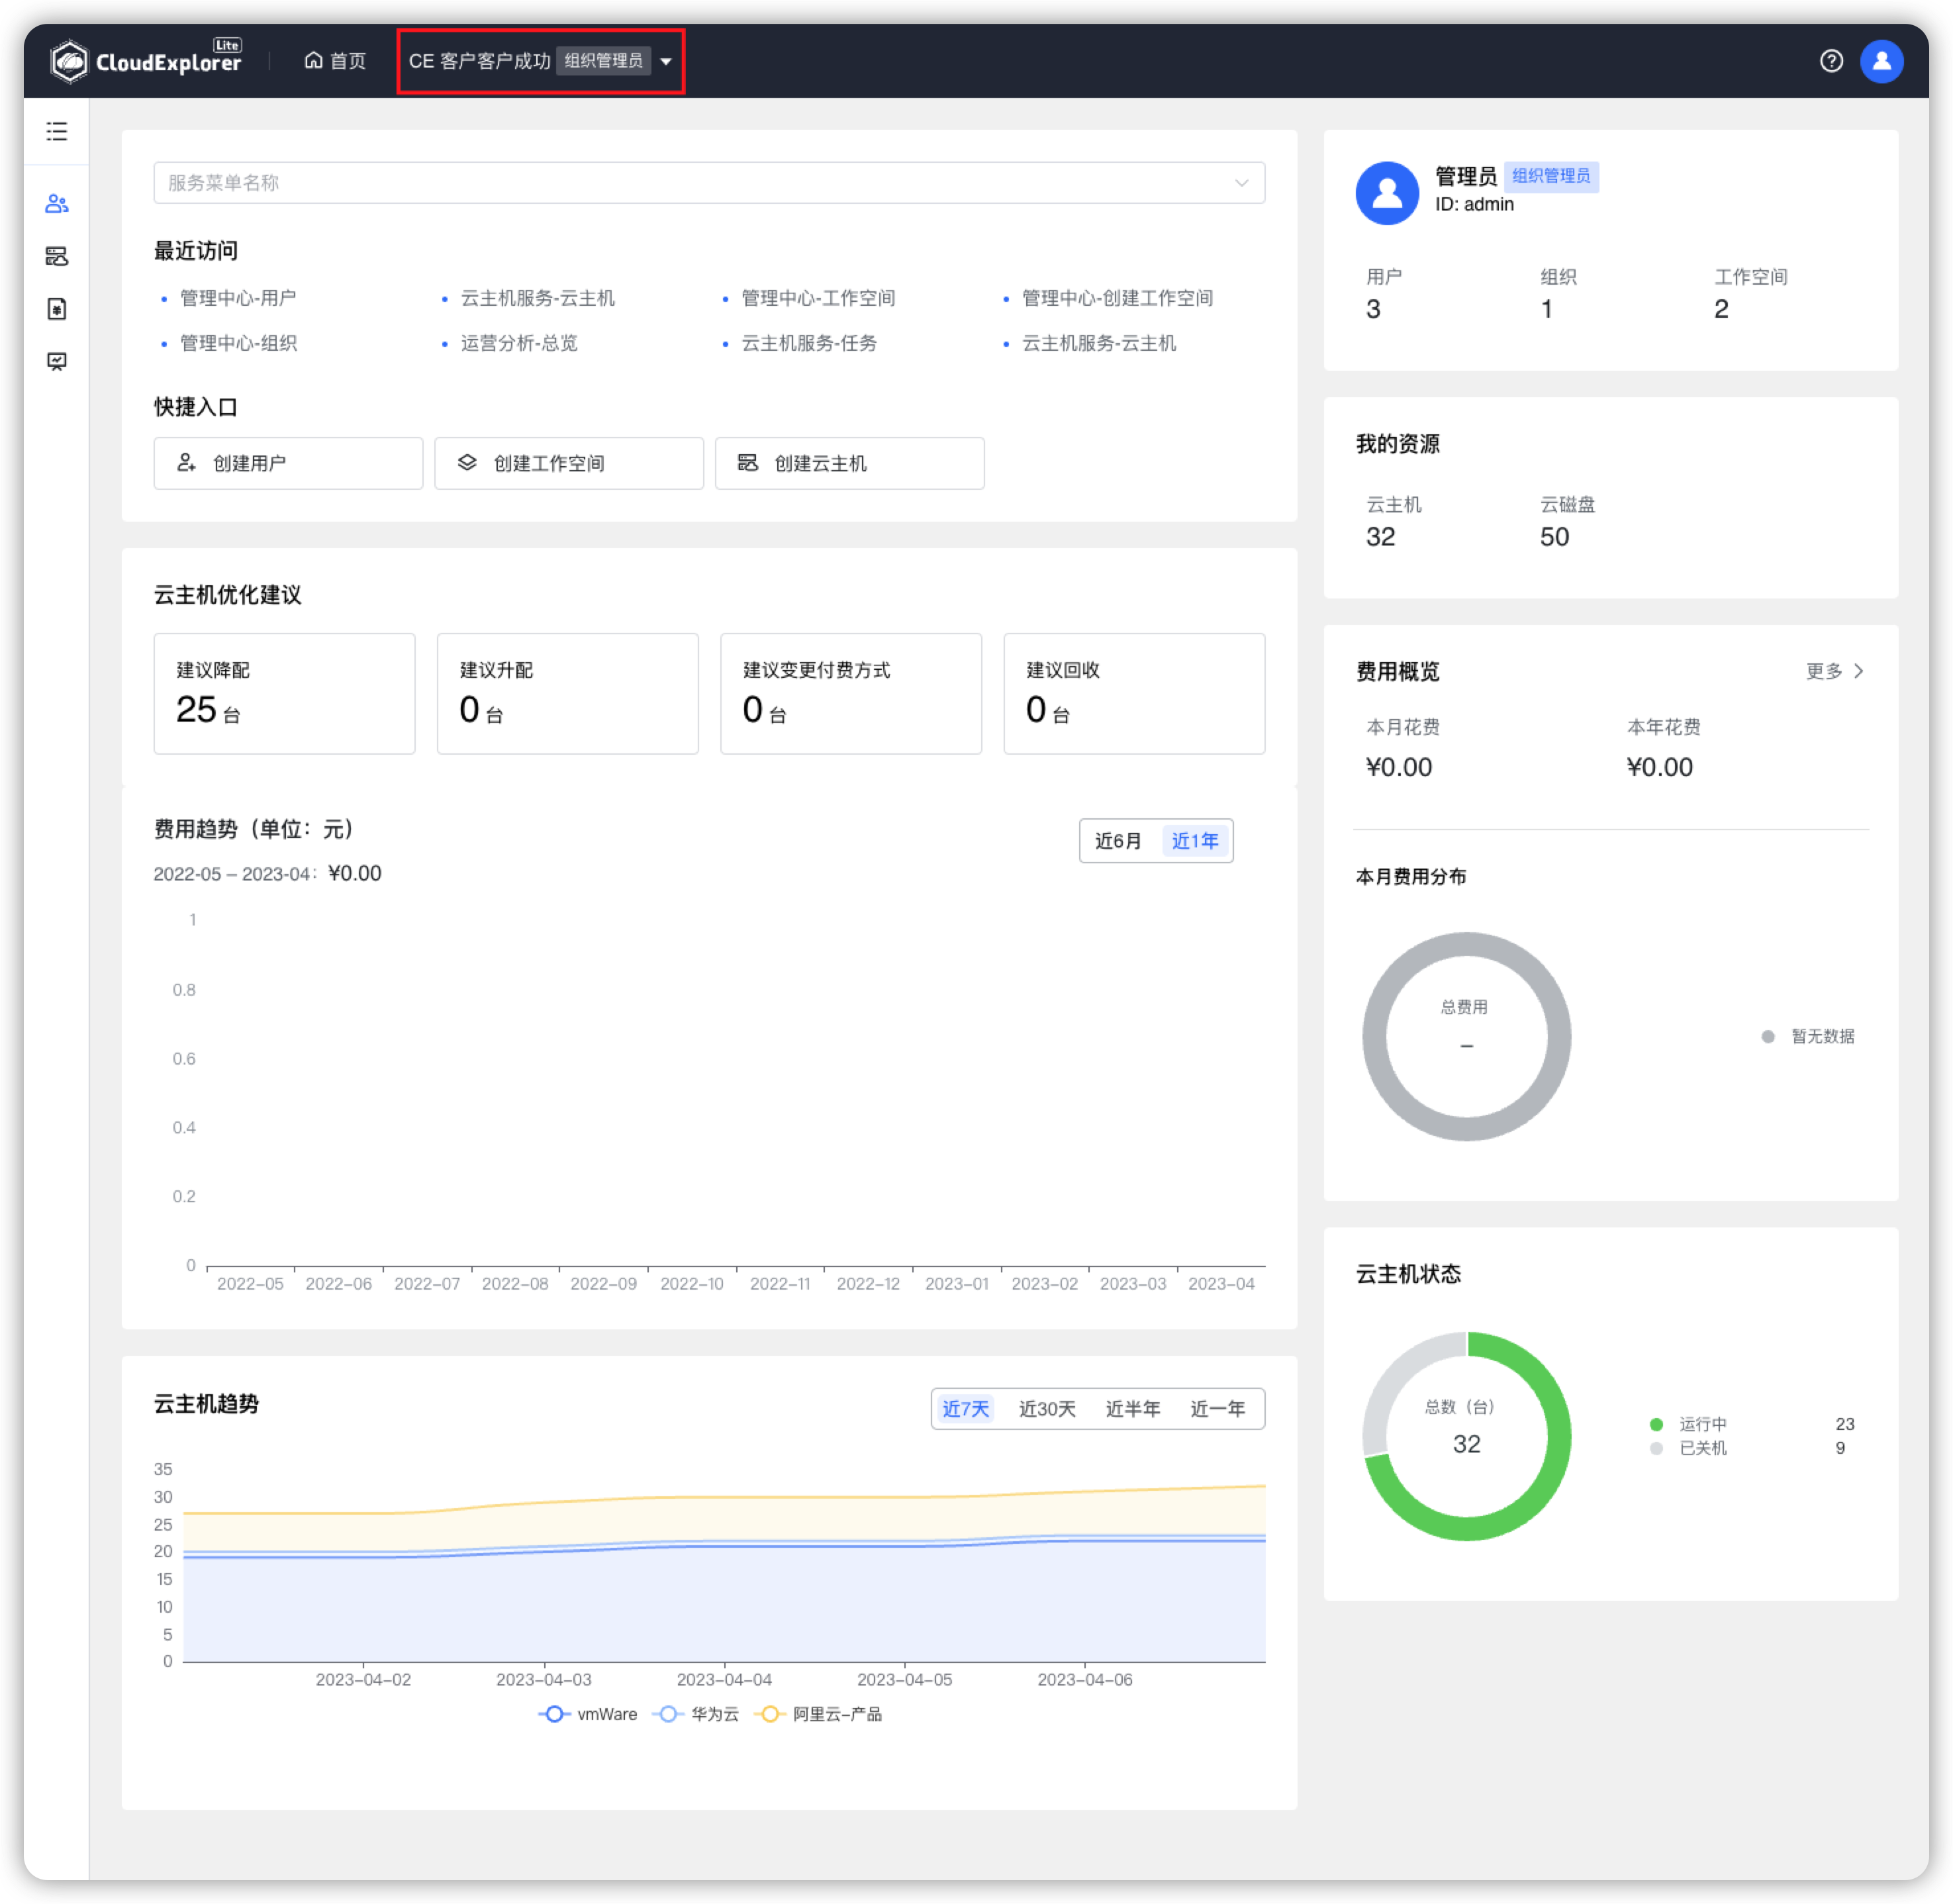 CloudExplorer Lite
首页
CE 客户客户成功 组织管理员
服务菜单名称
最近访问
管理中心-用户
云主机服务-云主机
管理中心-工作空间
管理中心-创建工作空间
管理中心-组织
运营分析-总览
云主机服务-任务
云主机服务-云主机
快捷入口
创建用户
创建工作空间
创建云主机
云主机优化建议
建议降配
25 台
建议升配
0 台
建议变更付费方式
0 台
建议回收
0 台
费用趋势（单位：元）
近6月 近1年
2022-05 – 2023-04: ¥0.00
1
0.8
0.6
0.4
0.2
0
2022-05 2022-06 2022-07 2022-08 2022-09 2022-10 2022-11 2022-12 2023-01 2023-02 2023-03 2023-04
云主机趋势
近7天 近30天 近半年 近一年
35
30
25
20
15
10
5
0
2023-04-02 2023-04-03 2023-04-04 2023-04-05 2023-04-06
vmWare 华为云 阿里云-产品
管理员 组织管理员
ID: admin
用户 组织 工作空间
3 1 2
我的资源
云主机 云磁盘
32 50
费用概览 更多
本月花费 本年花费
¥0.00 ¥0.00
本月费用分布
总费用
–
暂无数据
云主机状态
总数（台）
32
运行中 23
已关机 9